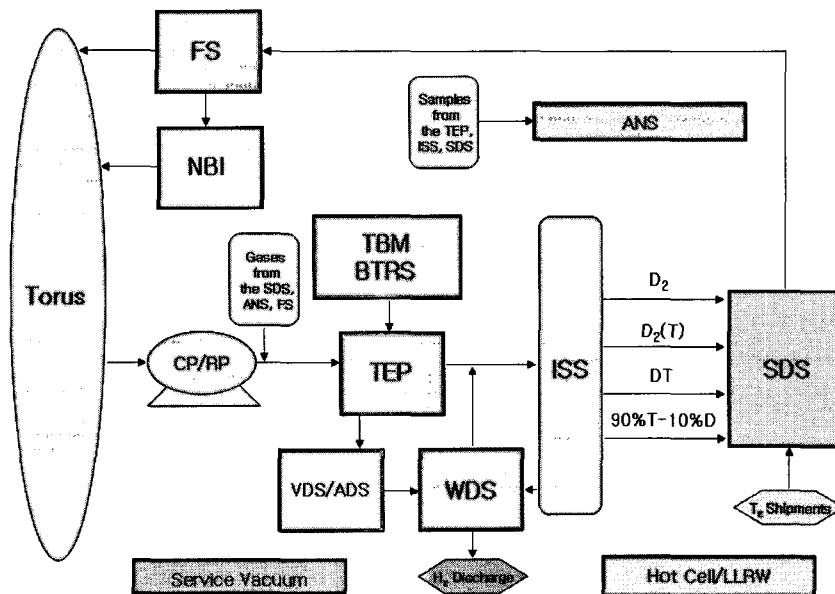 FS
Samples
from
the TEP,
ISS, SDS
ANS
NBI
TBM
BTRS
Gases
from
the SDS,
ANS, FS
Torus
D₂
D₂(T)
DT
90%T-10%D
CP/RP
TEP
ISS
SDS
VDS/ADS
WDS
T₂ Shipments
Service Vacuum
H₂ Discharge
Hot Cell/LLRW